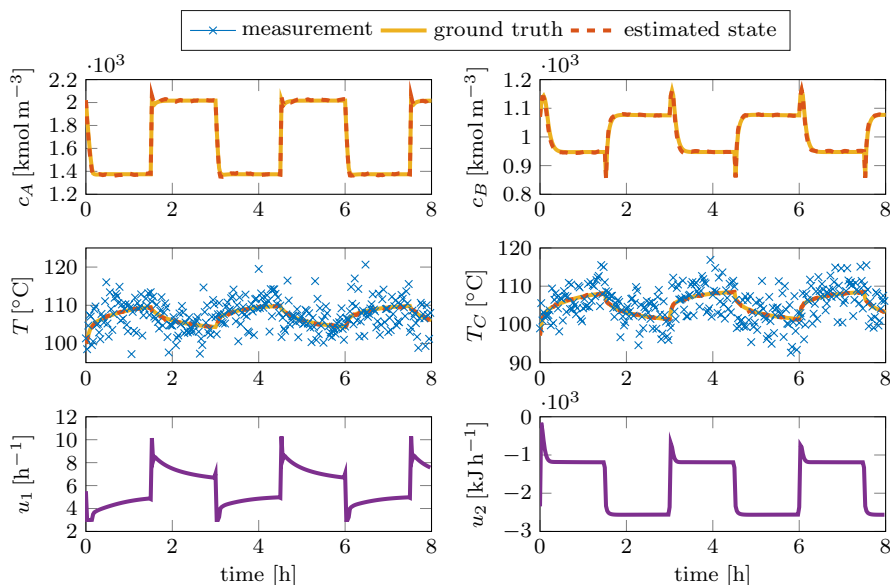 measurement ground truth estimated state
·10³ ·10³
c_A [kmol m⁻³]
2.2
2
1.8
1.6
1.4
1.2
0 2 4 6 8
c_B [kmol m⁻³]
1.2
1.1
1
0.9
0.8
0 2 4 6 8
T [°C]
120
110
100
0 2 4 6 8
T_C [°C]
120
110
100
90
0 2 4 6 8
u₁ [h⁻¹]
12
10
8
6
4
2
0 2 4 6 8
time [h]
·10³
u₂ [kJ h⁻¹]
0
−1
−2
−3
0 2 4 6 8
time [h]